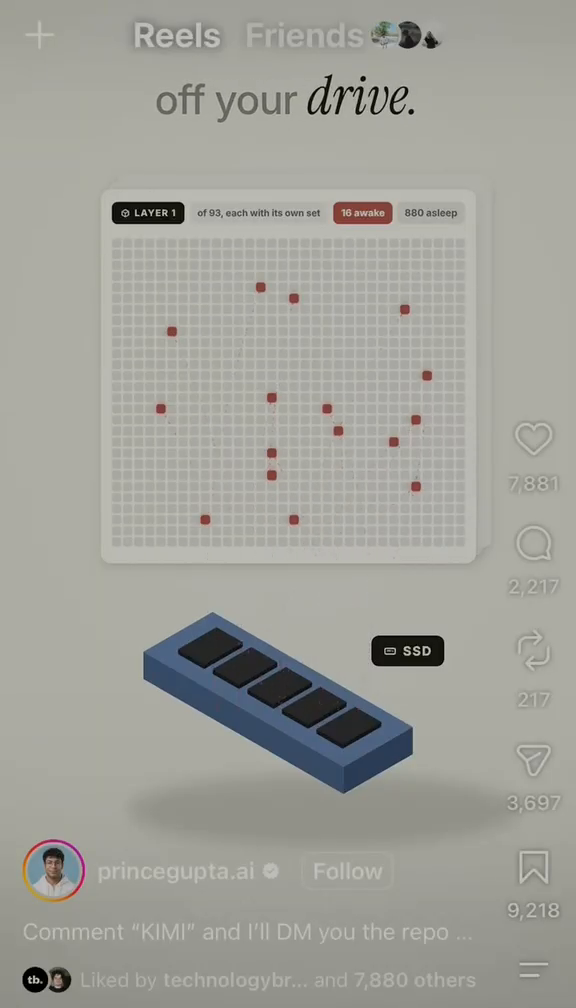 Reels Friends
off your drive.
LAYER 1 of 93, each with its own set 16 awake 880 asleep
SSD
7,881
2,217
217
3,697
9,218
princegupta.ai Follow
Comment “KIMI” and I’ll DM you the repo ...
tb. Liked by technologybr... and 7,880 others